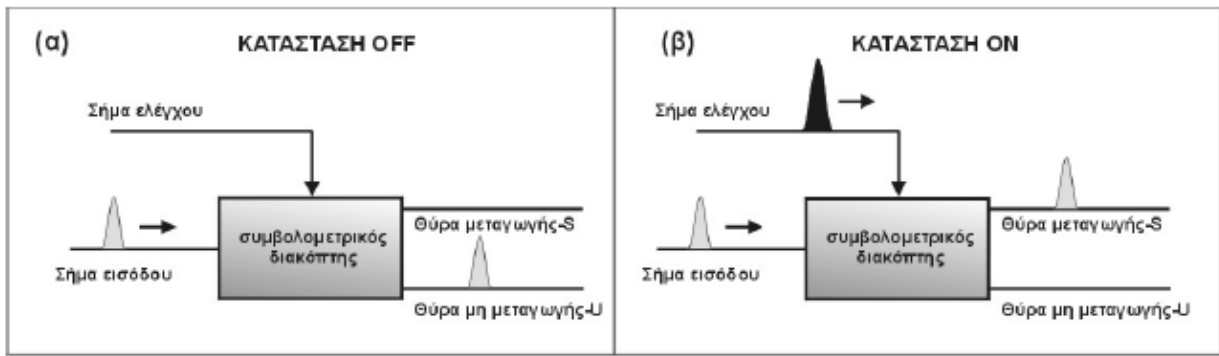 (α) ΚΑΤΑΣΤΑΣΗ OFF
Σήμα ελέγχου
Σήμα εισόδου
συμβολομετρικός
διακόπτης
Θύρα μεταγωγής-S
Θύρα μη μεταγωγής-U
(β) ΚΑΤΑΣΤΑΣΗ ON
Σήμα ελέγχου
Σήμα εισόδου
συμβολομετρικός
διακόπτης
Θύρα μεταγωγής-S
Θύρα μη μεταγωγής-U